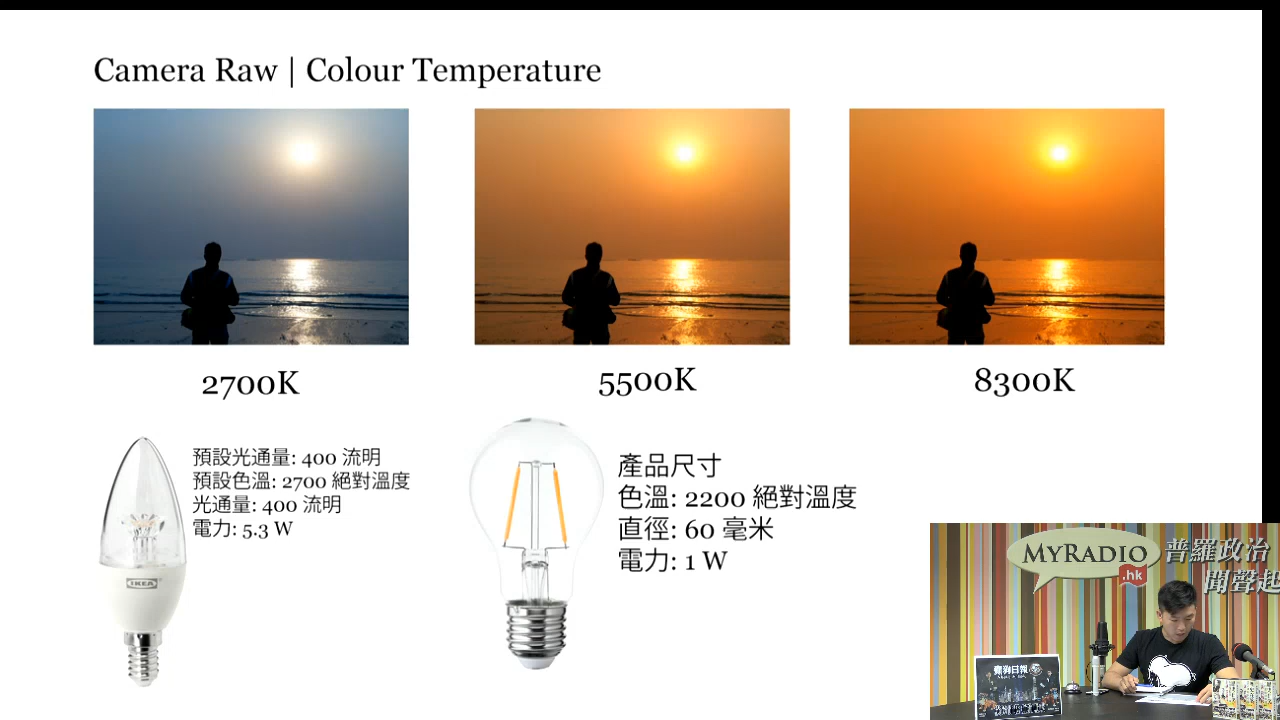 Camera Raw | Colour Temperature
2700K
5500K
8300K
預設光通量: 400 流明
預設色溫: 2700 絕對溫度
光通量: 400 流明
電力: 5.3 W
IKEA
產品尺寸
色溫: 2200 絕對溫度
直徑: 60 毫米
電力: 1 W
MYRADIO
.hk
普羅政治
聞聲起